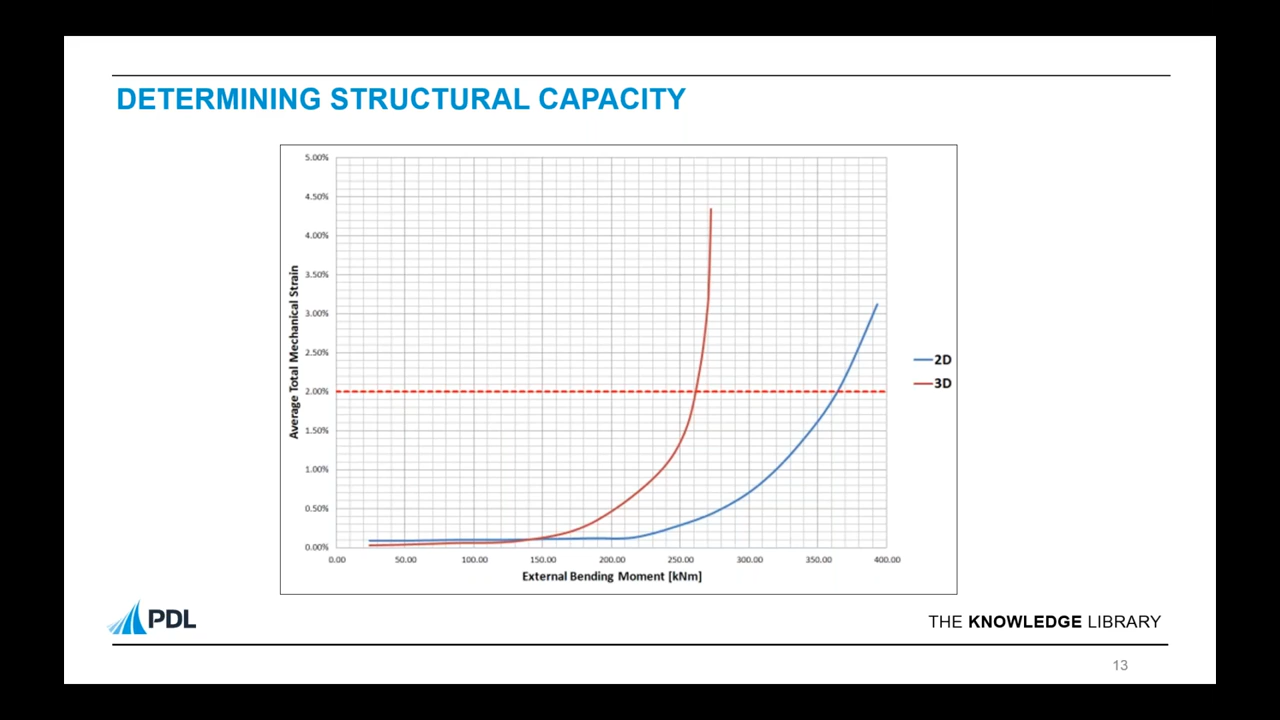 DETERMINING STRUCTURAL CAPACITY
5.00%
4.50%
4.00%
3.50%
3.00%
2.50%
2.00%
1.50%
1.00%
0.50%
0.00%
Average Total Mechanical Strain
0.00 50.00 100.00 150.00 200.00 250.00 300.00 350.00 400.00
External Bending Moment [kNm]
2D
3D
PDL
THE KNOWLEDGE LIBRARY
13